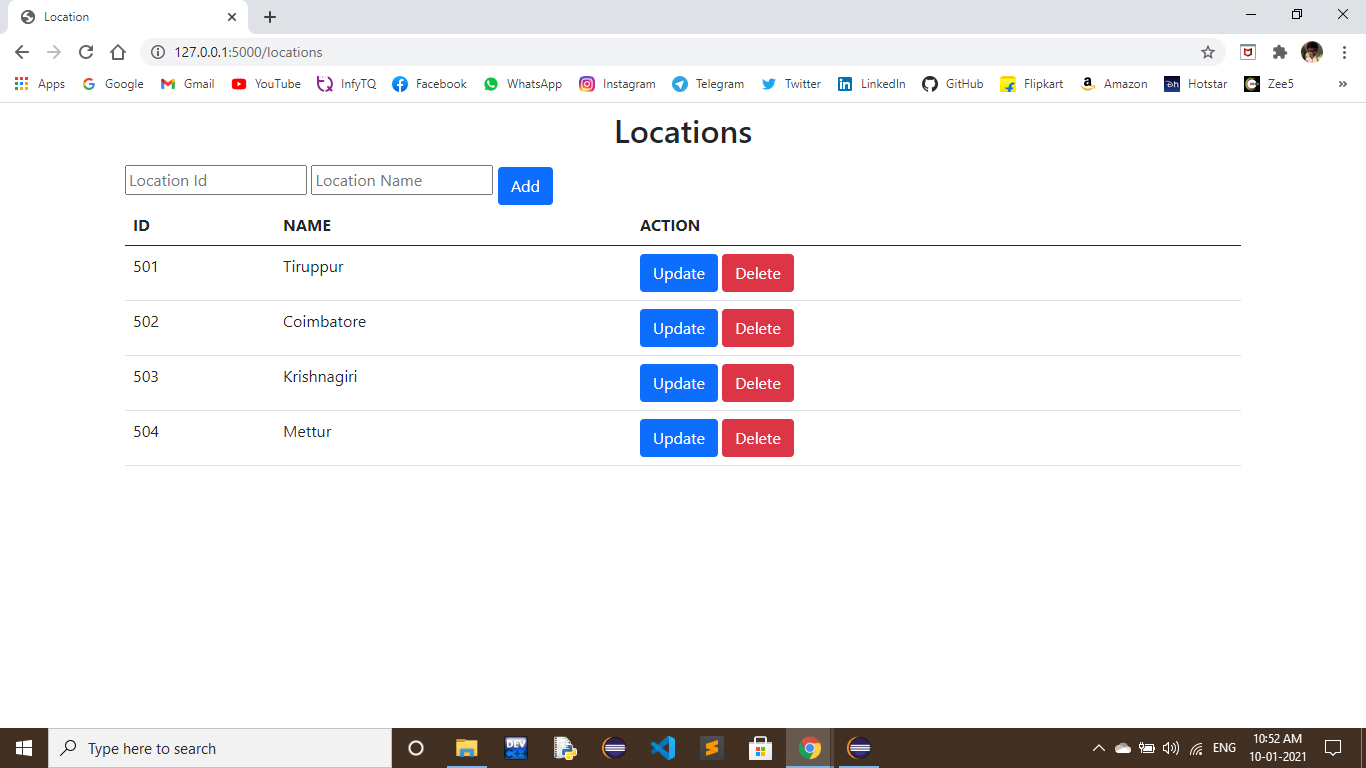 Location
127.0.0.1:5000/locations
Apps Google Gmail YouTube InfyTQ Facebook WhatsApp Instagram Telegram Twitter LinkedIn GitHub Flipkart Amazon Hotstar Zee5 »
Locations
Location Id Location Name Add
ID NAME ACTION
501 Tiruppur Update Delete
502 Coimbatore Update Delete
503 Krishnagiri Update Delete
504 Mettur Update Delete
Type here to search DEV ENG 10:52 AM
10-01-2021